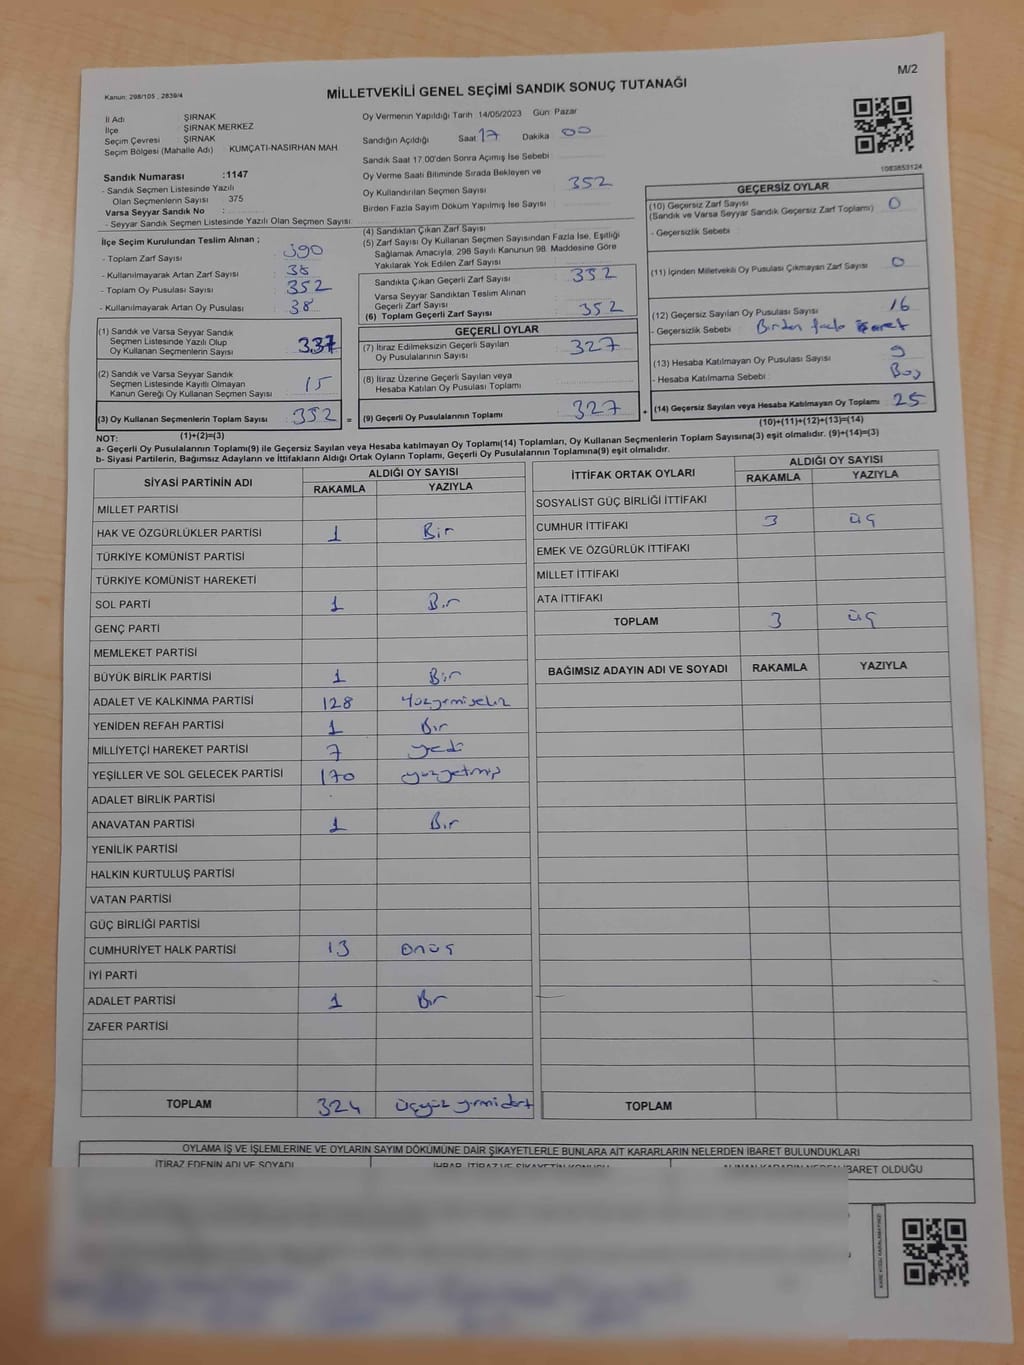 M/2
Kanun: 298/105 , 2839/4
MİLLETVEKİLİ GENEL SEÇİMİ SANDIK SONUÇ TUTANAĞI
İl Adı ŞIRNAK
İlçe ŞIRNAK MERKEZ
Seçim Çevresi ŞIRNAK
Seçim Bölgesi (Mahalle Adı) KUMÇATI-NASIRHAN MAH
Sandık Numarası :1147
- Sandık Seçmen Listesinde Yazılı
Olan Seçmenlerin Sayısı 375
Varsa Seyyar Sandık No :
- Seyyar Sandık Seçmen Listesinde Yazılı Olan Seçmen Sayısı:
Oy Vermenin Yapıldığı Tarih 14/05/2023 Gün: Pazar
Sandığın Açıldığı Saat 17 Dakika 00
Sandık Saat 17.00'den Sonra Açımış İse Sebebi
Oy Verme Saati Bitiminde Sırada Bekleyen ve
Oy Kullandırılan Seçmen Sayısı 352
Birden Fazla Sayım Döküm Yapılmış İse Sayısı
1083853124
İlçe Seçim Kurulundan Teslim Alınan ;
- Toplam Zarf Sayısı : 390
- Kullanılmayarak Artan Zarf Sayısı : 38
- Toplam Oy Pusulası Sayısı : 352
- Kullanılmayarak Artan Oy Pusulası : 38
(1) Sandık ve Varsa Seyyar Sandık
Seçmen Listesinde Yazılı Olup
Oy Kullanan Seçmenlerin Sayısı 337
(2) Sandık ve Varsa Seyyar Sandık
Seçmen Listesinde Kayıtlı Olmayan
Kanun Gereği Oy Kullanan Seçmen Sayısı 15
(3) Oy Kullanan Seçmenlerin Toplam Sayısı 352 =
(1)+(2)=(3)
(4) Sandıktan Çıkan Zarf Sayısı
(5) Zarf Sayısı Oy Kullanan Seçmen Sayısından Fazla İse, Eşitliği
Sağlamak Amacıyla, 298 Sayılı Kanunun 98. Maddesine Göre
Yakılarak Yok Edilen Zarf Sayısı
Sandıkta Çıkan Geçerli Zarf Sayısı 352
Varsa Seyyar Sandıktan Teslim Alınan
Geçerli Zarf Sayısı
(6) Toplam Geçerli Zarf Sayısı 352
GEÇERLİ OYLAR
(7) İtiraz Edilmeksizin Geçerli Sayılan
Oy Pusulalarının Sayısı 327
(8) İtiraz Üzerine Geçerli Sayılan veya
Hesaba Katılan Oy Pusulası Toplamı
(9) Geçerli Oy Pusulalarının Toplamı 327 +
GEÇERSİZ OYLAR
(10) Geçersiz Zarf Sayısı
(Sandık ve Varsa Seyyar Sandık Geçersiz Zarf Toplamı) 0
- Geçersizlik Sebebi :
(11) İçinden Milletvekili Oy Pusulası Çıkmayan Zarf Sayısı 0
(12) Geçersiz Sayılan Oy Pusulası Sayısı 16
- Geçersizlik Sebebi : Birden fazla işaret
(13) Hesaba Katılmayan Oy Pusulası Sayısı 9
- Hesaba Katılmama Sebebi : Boş
(14) Geçersiz Sayılan veya Hesaba Katılmayan Oy Toplamı 25
(10)+(11)+(12)+(13)=(14)
NOT:
a- Geçerli Oy Pusulalarının Toplamı(9) ile Geçersiz Sayılan veya Hesaba katılmayan Oy Toplamı(14) Toplamları, Oy Kullanan Seçmenlerin Toplam Sayısına(3) eşit olmalıdır. (9)+(14)=(3)
b- Siyasi Partilerin, Bağımsız Adayların ve İttifakların Aldığı Ortak Oyların Toplamı, Geçerli Oy Pusulalarının Toplamına(9) eşit olmalıdır.
SİYASİ PARTİNİN ADI ALDIĞI OY SAYISI
RAKAMLA YAZIYLA
MİLLET PARTİSİ
HAK VE ÖZGÜRLÜKLER PARTİSİ 1 Bir
TÜRKİYE KOMÜNİST PARTİSİ
TÜRKİYE KOMÜNİST HAREKETİ
SOL PARTİ 1 Bir
GENÇ PARTİ
MEMLEKET PARTİSİ
BÜYÜK BİRLİK PARTİSİ 1 Bir
ADALET VE KALKINMA PARTİSİ 128 Yüzyirmisekiz
YENİDEN REFAH PARTİSİ 1 Bir
MİLLİYETÇİ HAREKET PARTİSİ 7 yedi
YEŞİLLER VE SOL GELECEK PARTİSİ 170 yüzyetmiş
ADALET BİRLİK PARTİSİ
ANAVATAN PARTİSİ 1 Bir
YENİLİK PARTİSİ
HALKIN KURTULUŞ PARTİSİ
VATAN PARTİSİ
GÜÇ BİRLİĞİ PARTİSİ
CUMHURİYET HALK PARTİSİ 13 onüç
İYİ PARTİ
ADALET PARTİSİ 1 Bir
ZAFER PARTİSİ
TOPLAM 324 üçyüz yirmidört
İTTİFAK ORTAK OYLARI ALDIĞI OY SAYISI
RAKAMLA YAZIYLA
SOSYALİST GÜÇ BİRLİĞİ İTTİFAKI
CUMHUR İTTİFAKI 3 üç
EMEK VE ÖZGÜRLÜK İTTİFAKI
MİLLET İTTİFAKI
ATA İTTİFAKI
TOPLAM 3 üç
BAĞIMSIZ ADAYIN ADI VE SOYADI RAKAMLA YAZIYLA
TOPLAM
OYLAMA İŞ VE İŞLEMLERİNE VE OYLARIN SAYIM DÖKÜMÜNE DAİR ŞİKAYETLERLE BUNLARA AİT KARARLARIN NELERDEN İBARET BULUNDUKLARI
İTİRAZ EDENİN ADI VE SOYADI İHBAR, İTİRAZ VE ŞİKAYETİN KONUSU ALINAN KARARIN NEDEN İBARET OLDUĞU